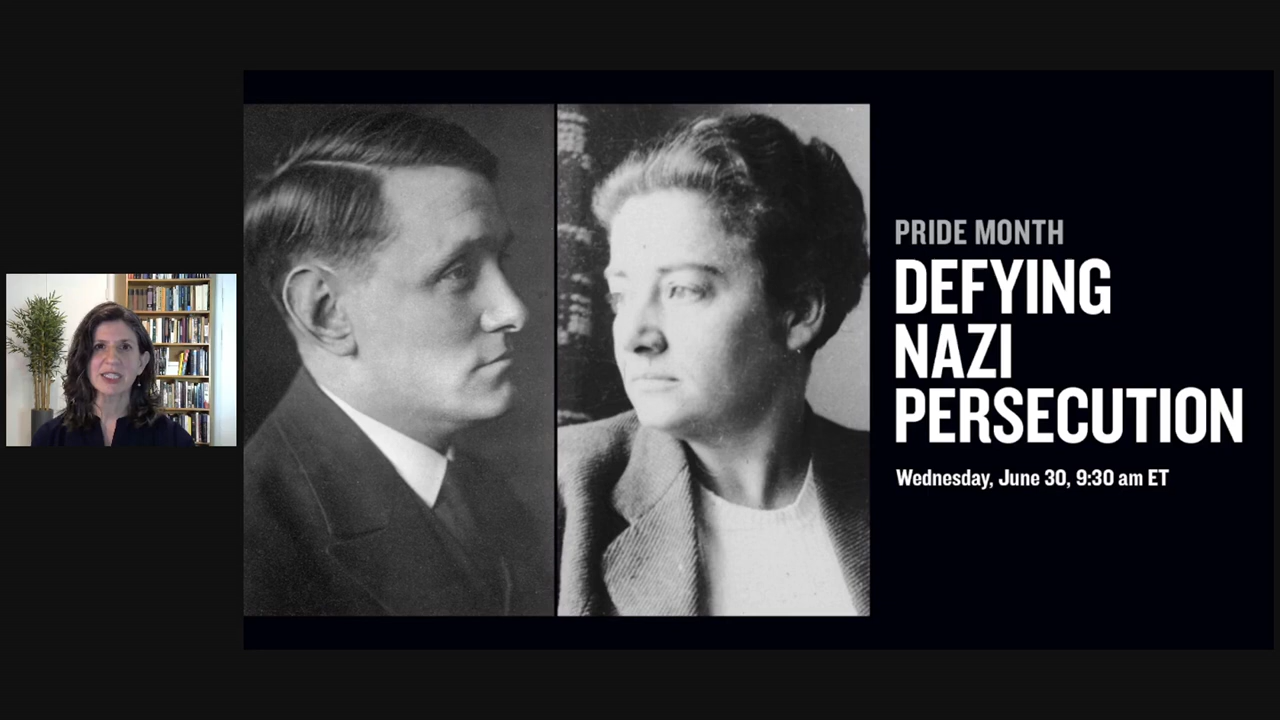 PRIDE MONTH
DEFYING
NAZI
PERSECUTION
Wednesday, June 30, 9:30 am ET